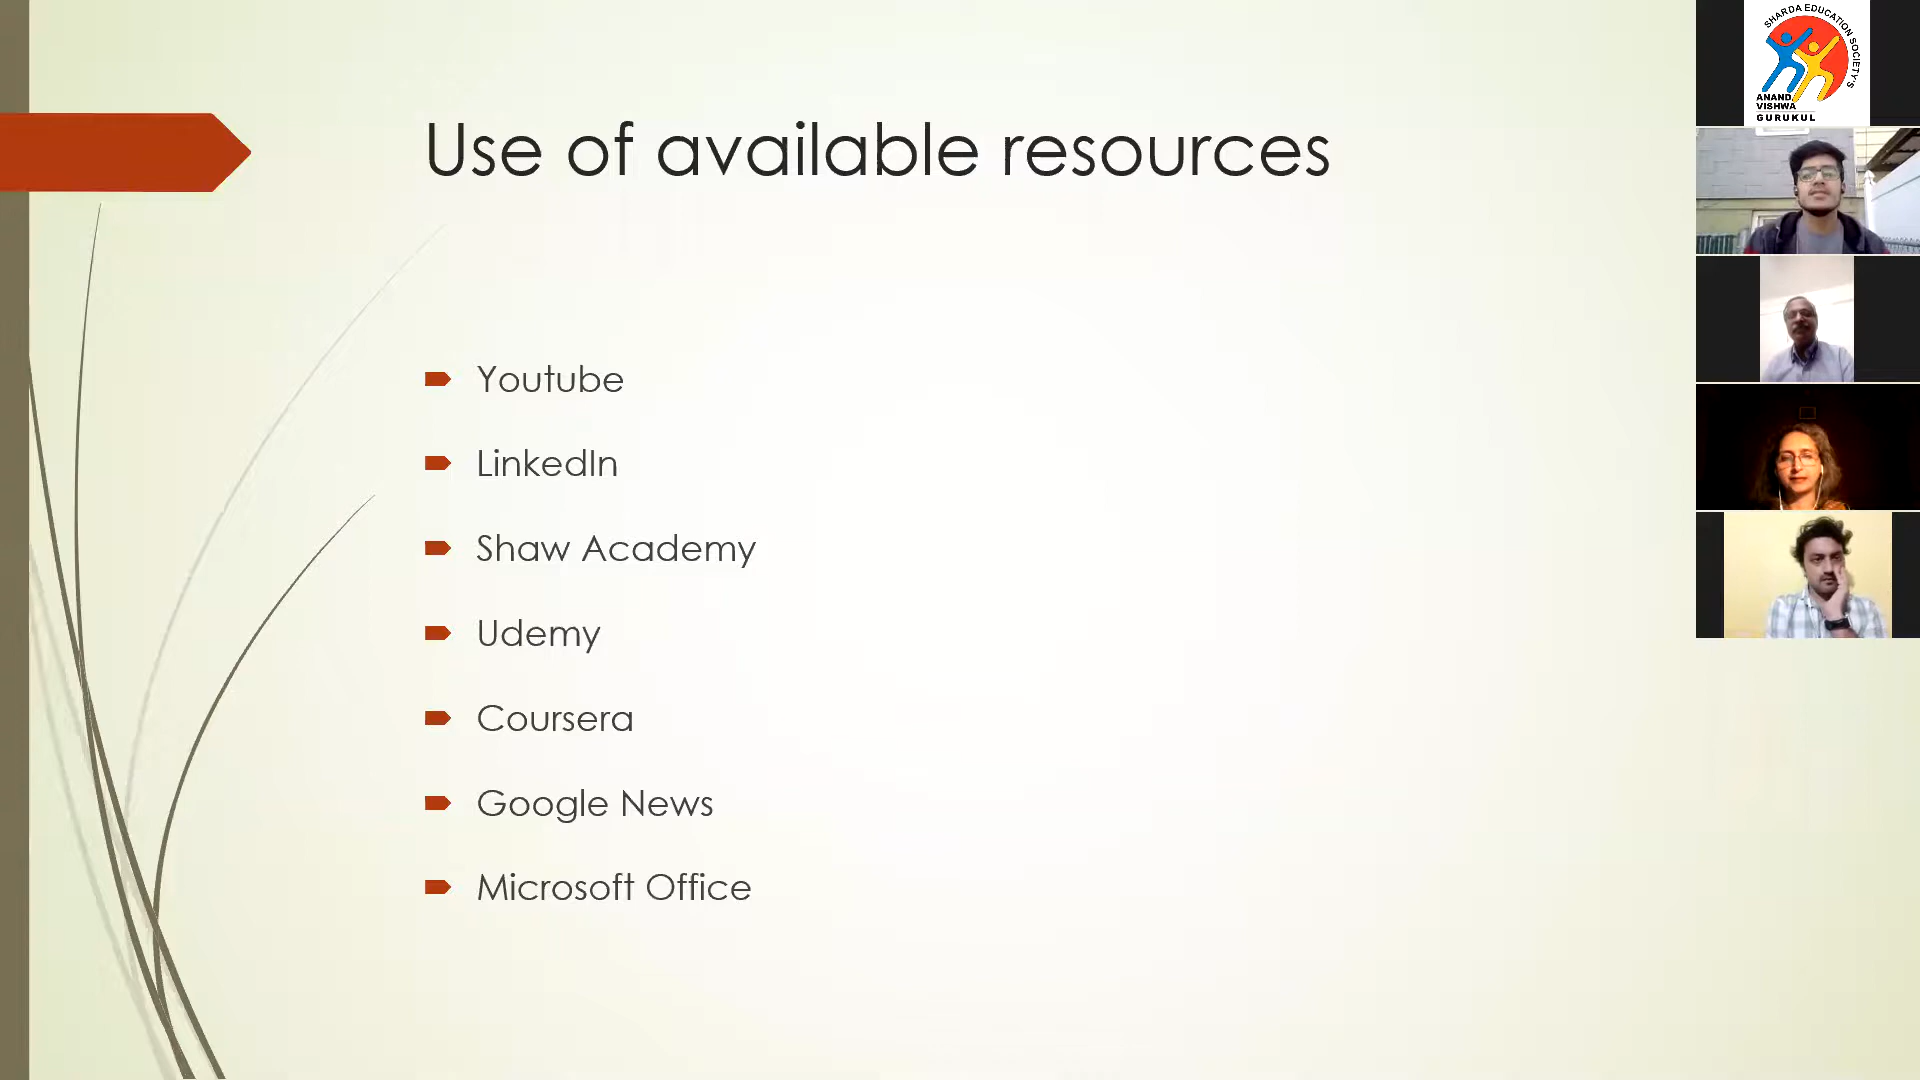 Use of available resources
Youtube
LinkedIn
Shaw Academy
Udemy
Coursera
Google News
Microsoft Office
SHARDA EDUCATION SOCIETY'S
ANAND
VISHWA
GURUKUL